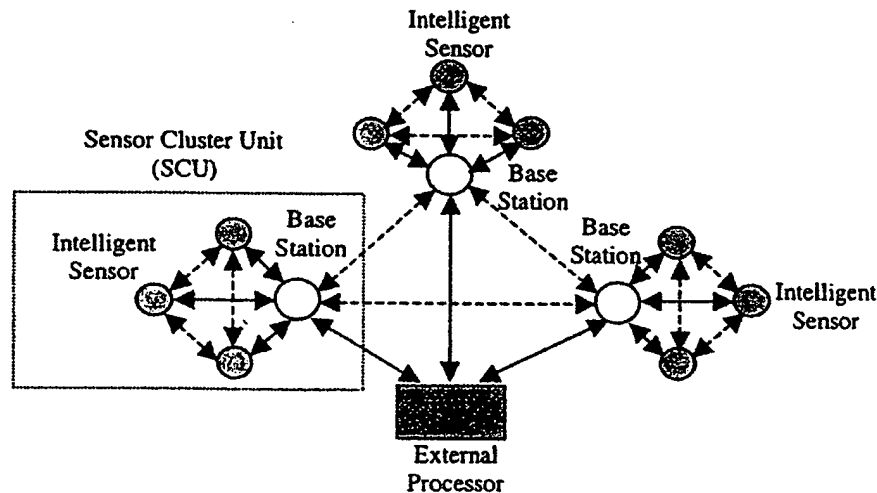 Intelligent
Sensor
Sensor Cluster Unit
(SCU)
Base
Station
Base
Station
Intelligent
Sensor
Base
Station
Intelligent
Sensor
External
Processor